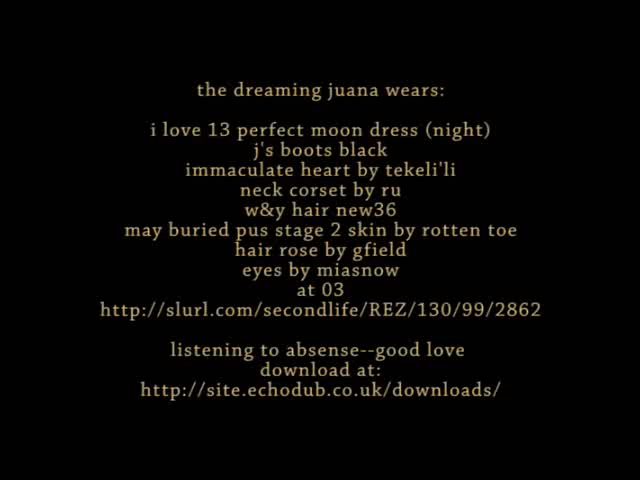 the dreaming juana wears:
i love 13 perfect moon dress (night)
j's boots black
immaculate heart by tekeli'li
neck corset by ru
w&y hair new36
may buried pus stage 2 skin by rotten toe
hair rose by gfield
eyes by miasnow
at 03
http://slurl.com/secondlife/REZ/130/99/2862
listening to absense--good love
download at:
http://site.echodub.co.uk/downloads/